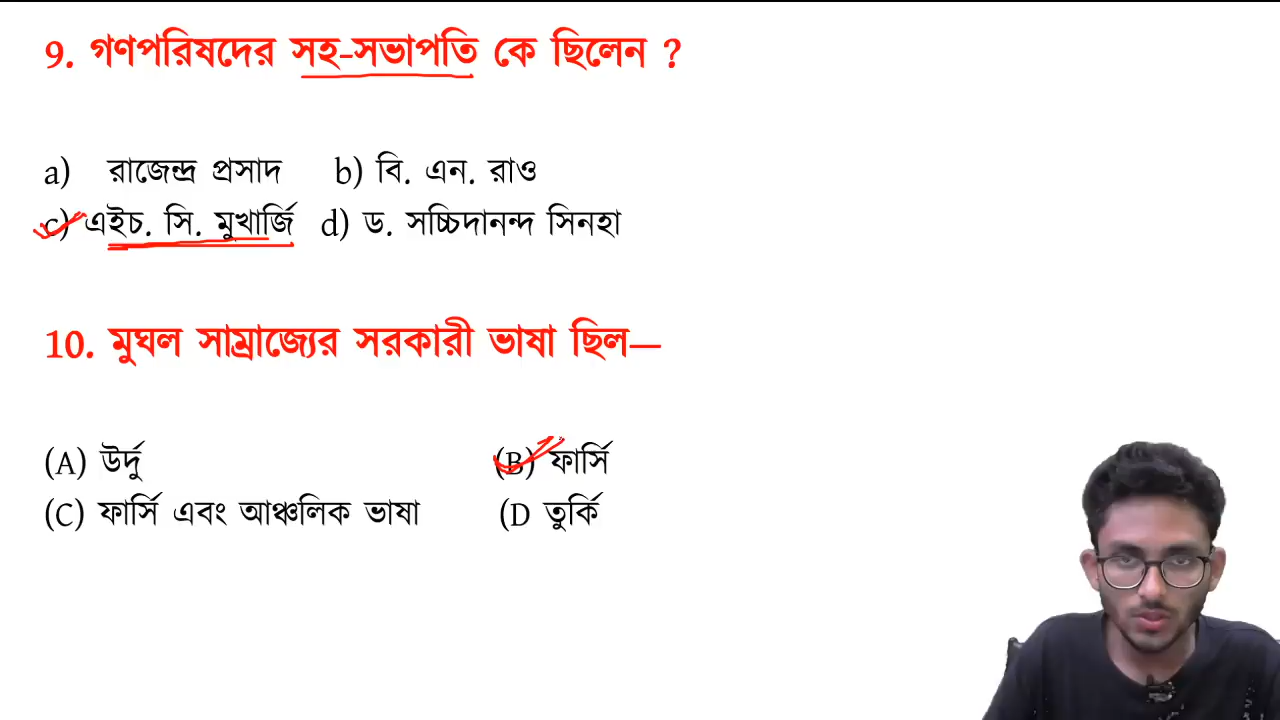 9. গণপরিষদের সহ-সভাপতি কে ছিলেন ?
a) রাজেন্দ্র প্রসাদ b) বি. এন. রাও
c) এইচ. সি. মুখার্জি d) ড. সচ্চিদানন্দ সিনহা
10. মুঘল সাম্রাজ্যের সরকারী ভাষা ছিল—
(A) উর্দু (B) ফার্সি
(C) ফার্সি এবং আঞ্চলিক ভাষা (D তুর্কি